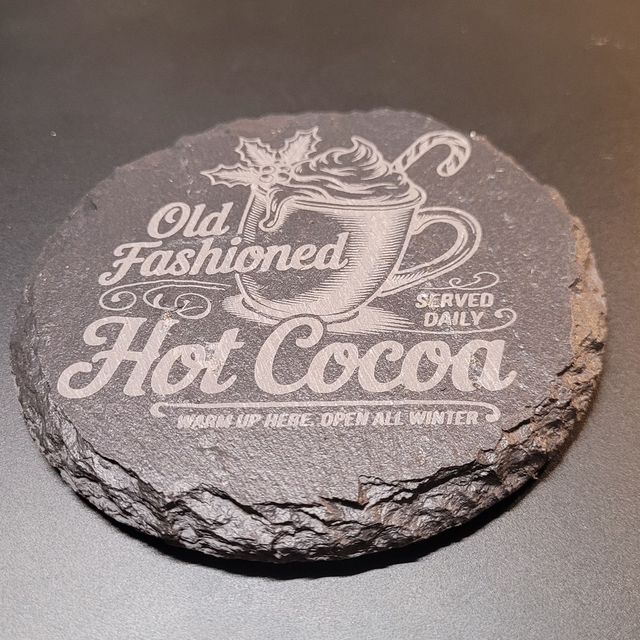 Old
Fashioned
SERVED
DAILY
Hot Cocoa
WARM UP HERE. OPEN ALL WINTER